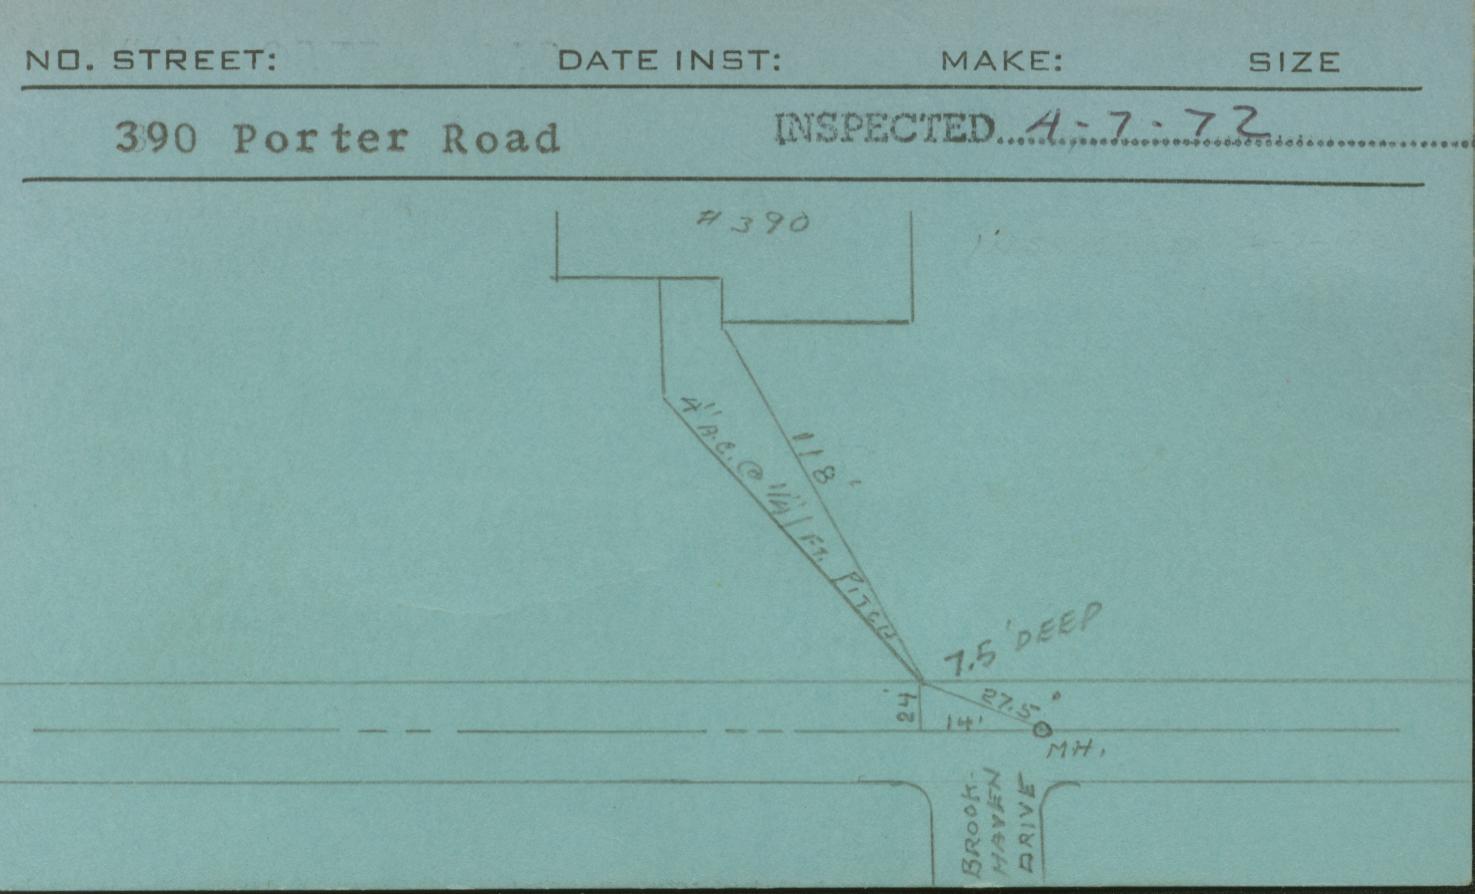 NO. STREET: DATE INST: MAKE: SIZE
390 Porter Road INSPECTED 4-7-72
# 390
118'
4" A.C. @ 1/4"/FT. PITCH
7.5' DEEP
27.5'
24'
14'
M.H.
BROOK-
HAVEN
DRIVE